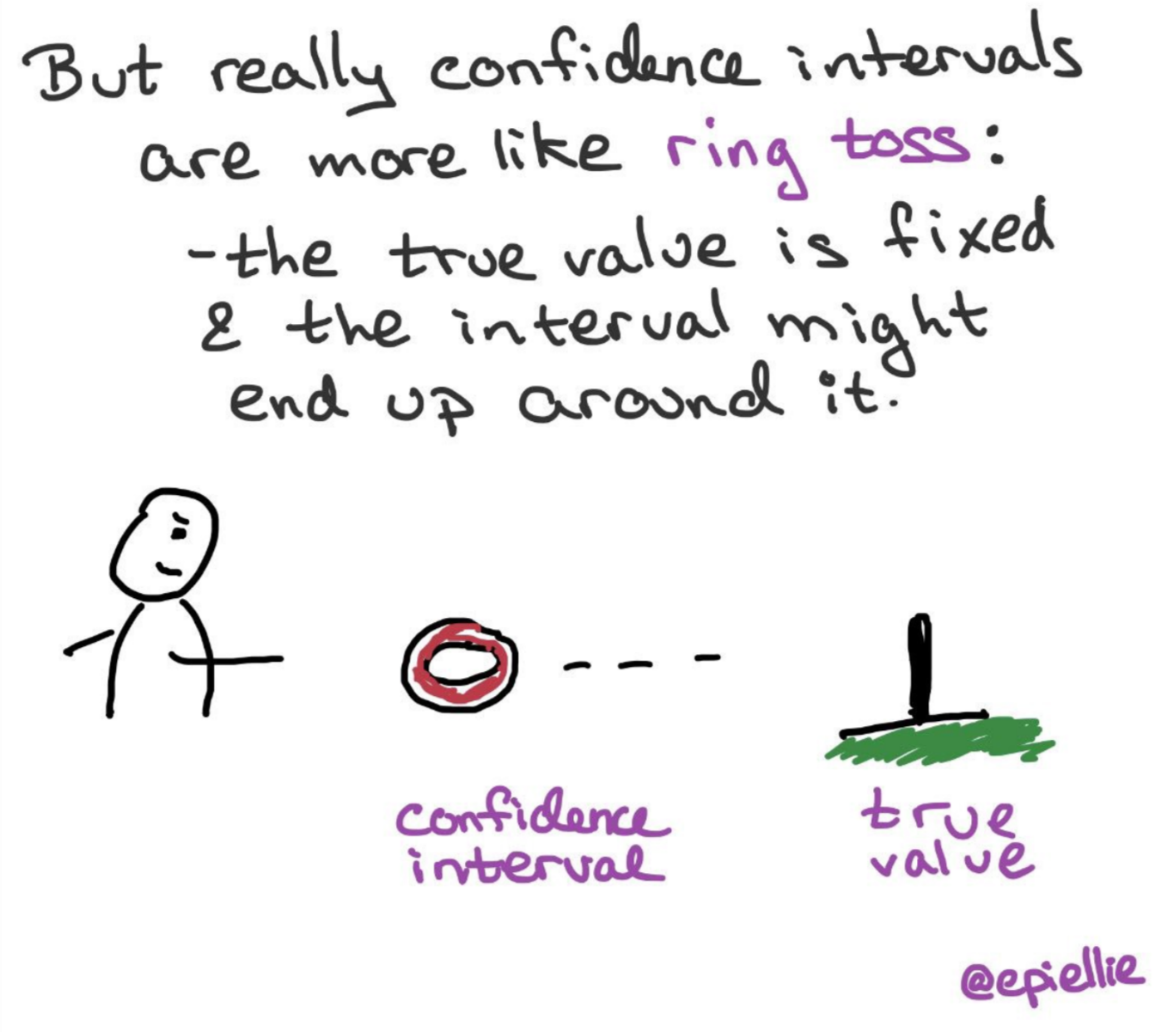 But really confidence intervals
are more like ring toss:
-the true value is fixed
& the interval might
end up around it.
confidence
interval
true
value
@epiellie